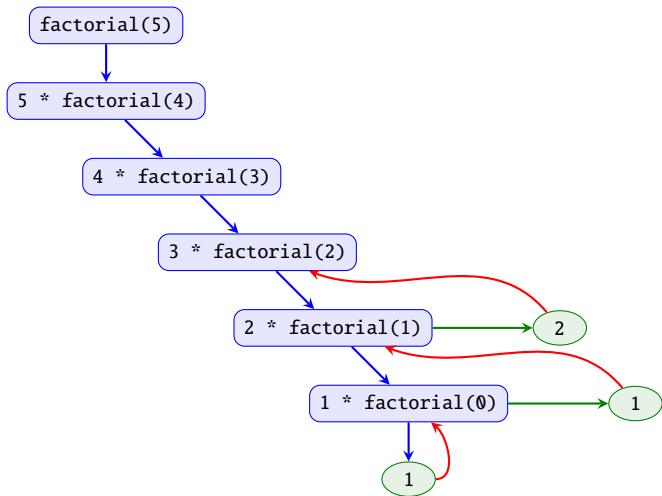 factorial(5)
5 * factorial(4)
4 * factorial(3)
3 * factorial(2)
2 * factorial(1)
2
1 * factorial(0)
1
1